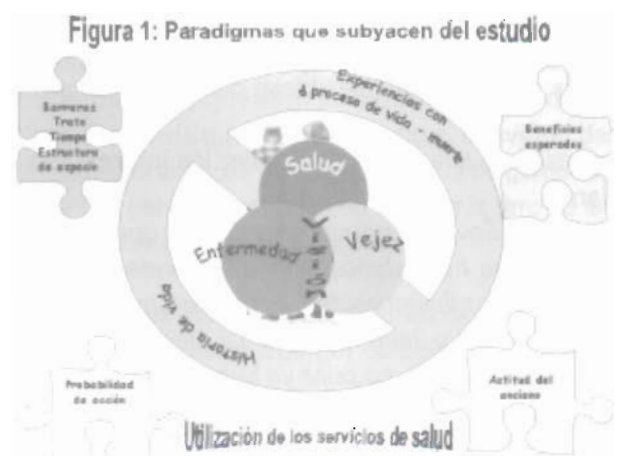 Figura 1: Paradigmas que subyacen del estudio
Barreras
Trato
Tiempo
Estructura
de espacio
Experiencias con
é proceso de vida - muerte
Beneficios
esperados
Salud
Enfermedad
Vejez
Historia de vida
Probabilidad
de acción
Actitud del
anciano
Utilización de los servicios de salud